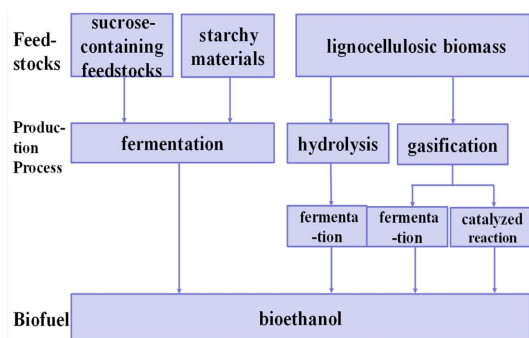 Feed-
stocks
sucrose-
containing
feedstocks
starchy
materials
lignocellulosic biomass
Produc-
tion
Process
fermentation
hydrolysis
gasification
fermenta
-tion
fermenta
-tion
catalyzed
reaction
Biofuel
bioethanol